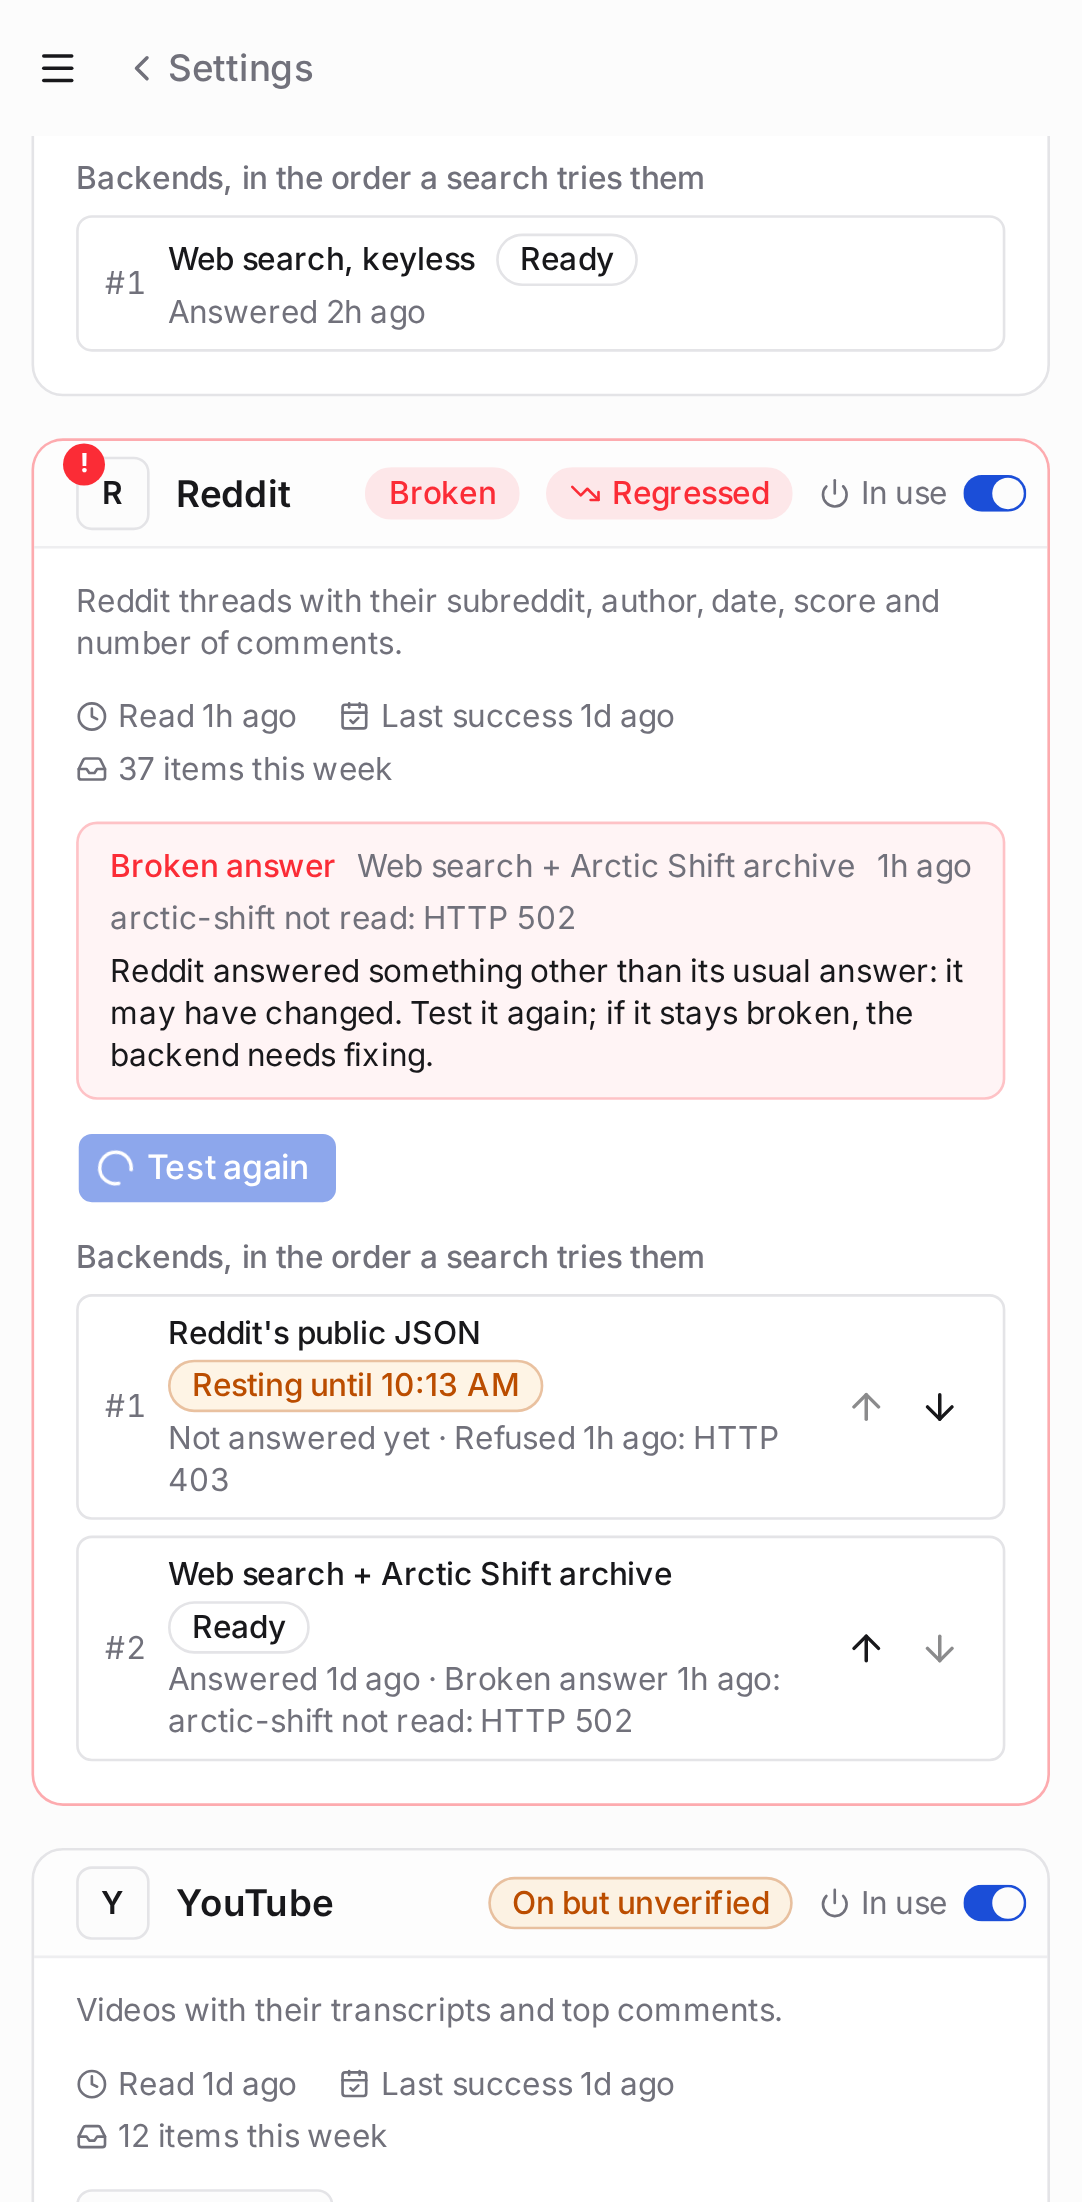 Settings
Backends, in the order a search tries them
#1
Web search, keyless Ready
Answered 2h ago
!
R Reddit Broken Regressed In use
Reddit threads with their subreddit, author, date, score and
number of comments.
Read 1h ago Last success 1d ago
37 items this week
Broken answer Web search + Arctic Shift archive 1h ago
arctic-shift not read: HTTP 502
Reddit answered something other than its usual answer: it
may have changed. Test it again; if it stays broken, the
backend needs fixing.
Test again
Backends, in the order a search tries them
#1
Reddit's public JSON
Resting until 10:13 AM
Not answered yet · Refused 1h ago: HTTP
403
#2
Web search + Arctic Shift archive
Ready
Answered 1d ago · Broken answer 1h ago:
arctic-shift not read: HTTP 502
Y YouTube On but unverified In use
Videos with their transcripts and top comments.
Read 1d ago Last success 1d ago
12 items this week